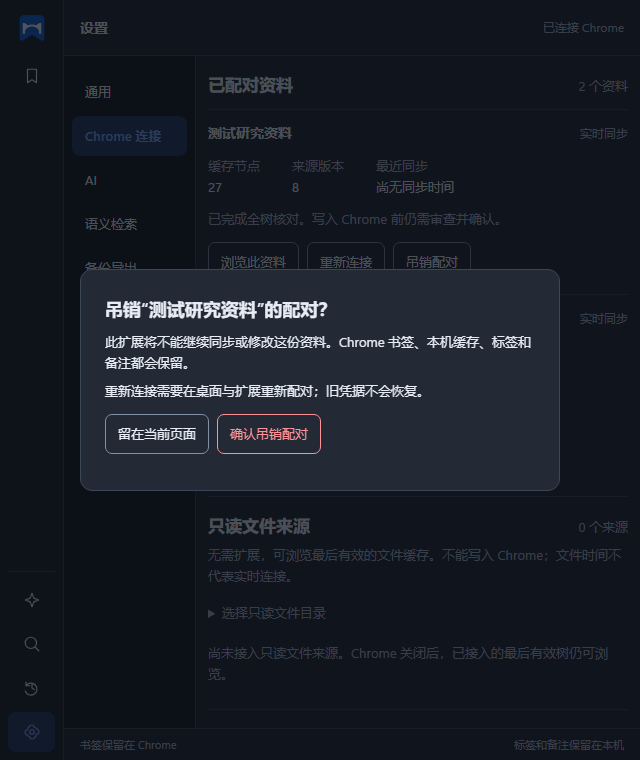 设置
已连接 Chrome
通用
Chrome 连接
AI
语义检索
备份导出
已配对资料
2 个资料
测试研究资料
实时同步
缓存节点
来源版本
最近同步
27
8
尚无同步时间
已完成全树核对。写入 Chrome 前仍需审查并确认。
浏览此资料
重新连接
吊销配对
实时同步
吊销“测试研究资料”的配对？
此扩展将不能继续同步或修改这份资料。Chrome 书签、本机缓存、标签和
备注都会保留。
重新连接需要在桌面与扩展重新配对；旧凭据不会恢复。
留在当前页面
确认吊销配对
只读文件来源
0 个来源
无需扩展，可浏览最后有效的文件缓存。不能写入 Chrome；文件时间不
代表实时连接。
选择只读文件目录
尚未接入只读文件来源。Chrome 关闭后，已接入的最后有效树仍可浏
览。
书签保留在 Chrome
标签和备注保留在本机